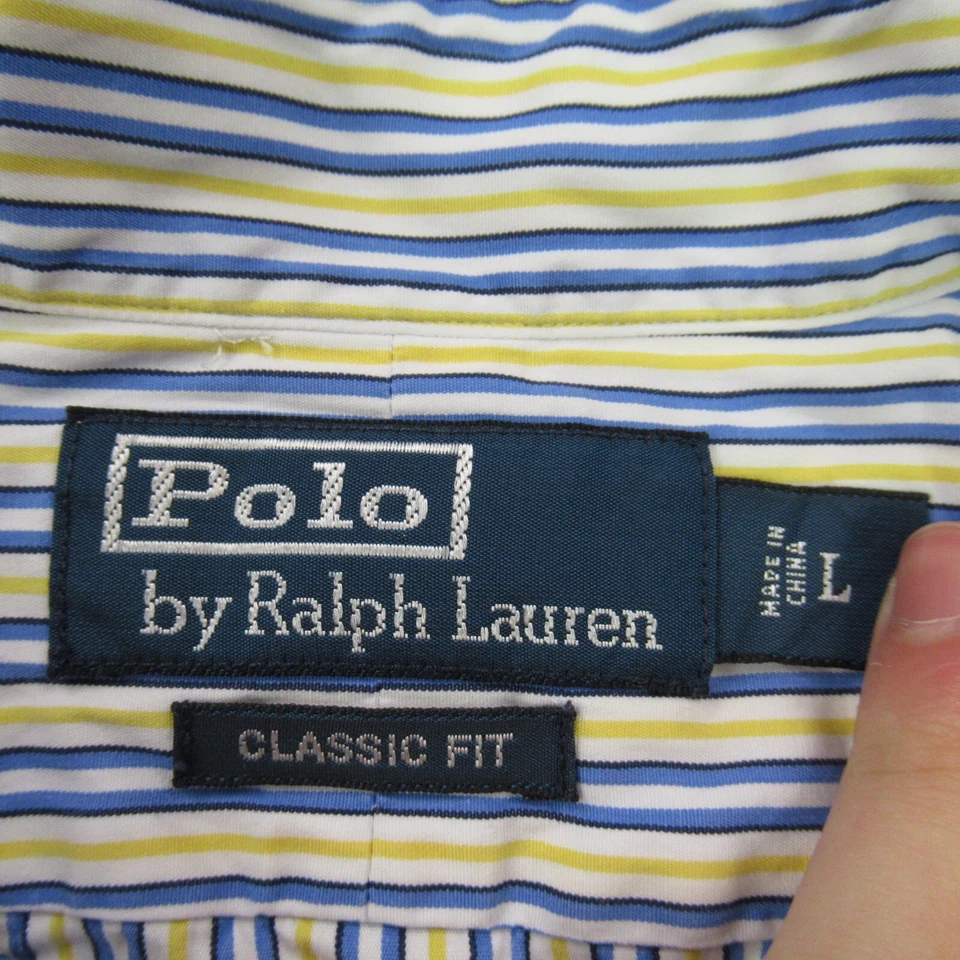 Polo
by Ralph Lauren
MADE IN
CHINA
L
CLASSIC FIT